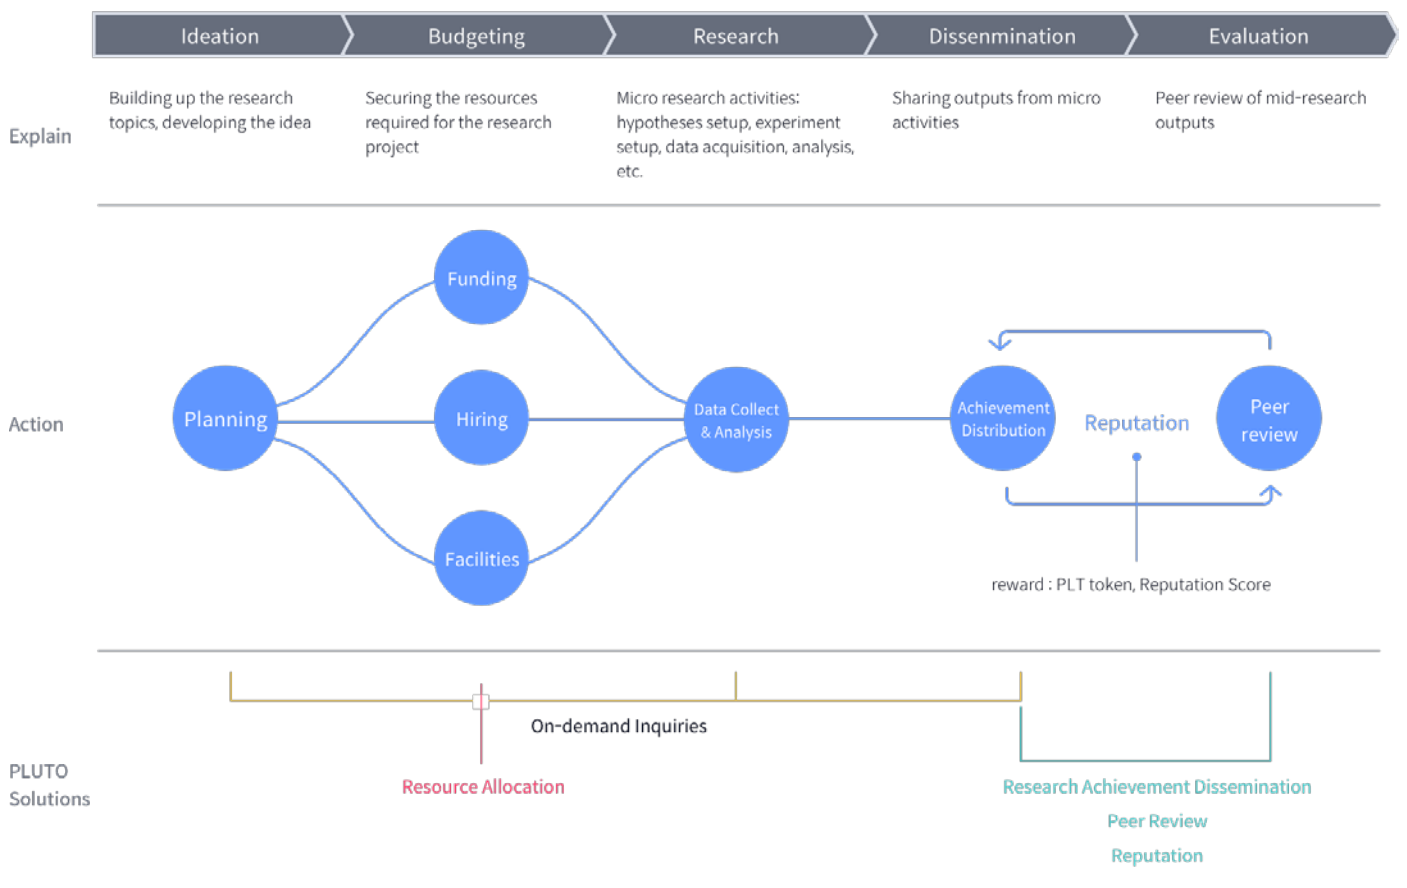 Ideation
Budgeting
Research
Dissenmination
Evaluation
Explain
Building up the research
topics, developing the idea
Securing the resources
required for the research
project
Micro research activities:
hypotheses setup, experiment
setup, data acquisition, analysis,
etc.
Sharing outputs from micro
activities
Peer review of mid-research
outputs
Action
Planning
Funding
Hiring
Facilities
Data Collect
& Analysis
Achievement
Distribution
Reputation
Peer
review
reward : PLT token, Reputation Score
PLUTO
Solutions
On-demand Inquiries
Resource Allocation
Research Achievement Dissemination
Peer Review
Reputation